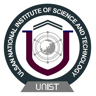 ULSAN NATIONAL INSTITUTE OF SCIENCE AND TECHNOLOGY
UNIST